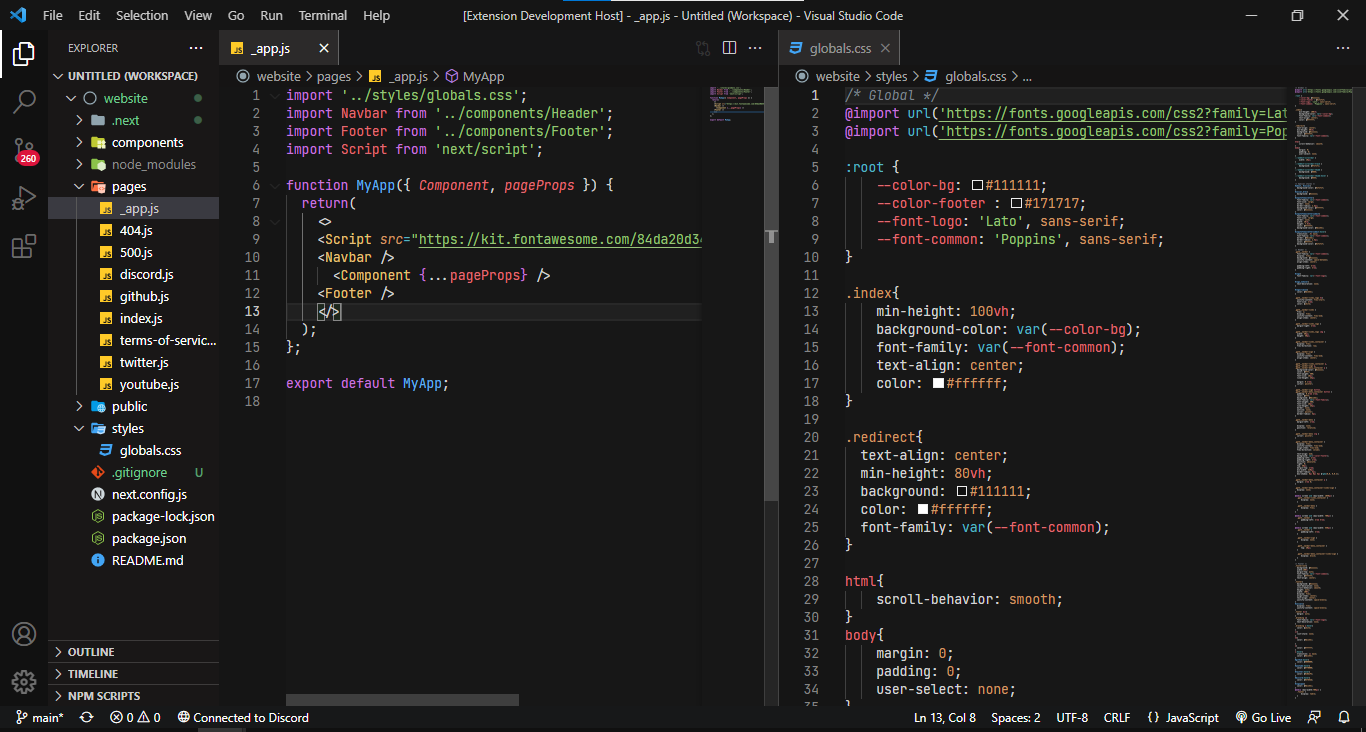 File Edit Selection View Go Run Terminal Help
[Extension Development Host] - _app.js - Untitled (Workspace) - Visual Studio Code
EXPLORER
UNTITLED (WORKSPACE)
website
.next
components
node_modules
pages
_app.js
404.js
500.js
discord.js
github.js
index.js
terms-of-servic...
twitter.js
youtube.js
public
styles
globals.css
.gitignore U
next.config.js
package-lock.json
package.json
README.md
OUTLINE
TIMELINE
NPM SCRIPTS
260
_app.js
website > pages > _app.js > MyApp
1 import '../styles/globals.css';
2 import Navbar from '../components/Header';
3 import Footer from '../components/Footer';
4 import Script from 'next/script';
5
6 function MyApp({ Component, pageProps }) {
7 return(
8 <>
9 <Script src="https://kit.fontawesome.com/84da20d3
10 <Navbar />
11 <Component {...pageProps} />
12 <Footer />
13 </>
14 );
15 };
16
17 export default MyApp;
18
globals.css
website > styles > globals.css > ...
1 /* Global */
2 @import url('https://fonts.googleapis.com/css2?family=Lat
3 @import url('https://fonts.googleapis.com/css2?family=Pop
4
5 :root {
6 --color-bg: #111111;
7 --color-footer : #171717;
8 --font-logo: 'Lato', sans-serif;
9 --font-common: 'Poppins', sans-serif;
10 }
11
12 .index{
13 min-height: 100vh;
14 background-color: var(--color-bg);
15 font-family: var(--font-common);
16 text-align: center;
17 color: #ffffff;
18 }
19
20 .redirect{
21 text-align: center;
22 min-height: 80vh;
23 background: #111111;
24 color: #ffffff;
25 font-family: var(--font-common);
26 }
27
28 html{
29 scroll-behavior: smooth;
30 }
31 body{
32 margin: 0;
33 padding: 0;
34 user-select: none;
35 }
main* 0 0 Connected to Discord
Ln 13, Col 8 Spaces: 2 UTF-8 CRLF {} JavaScript Go Live